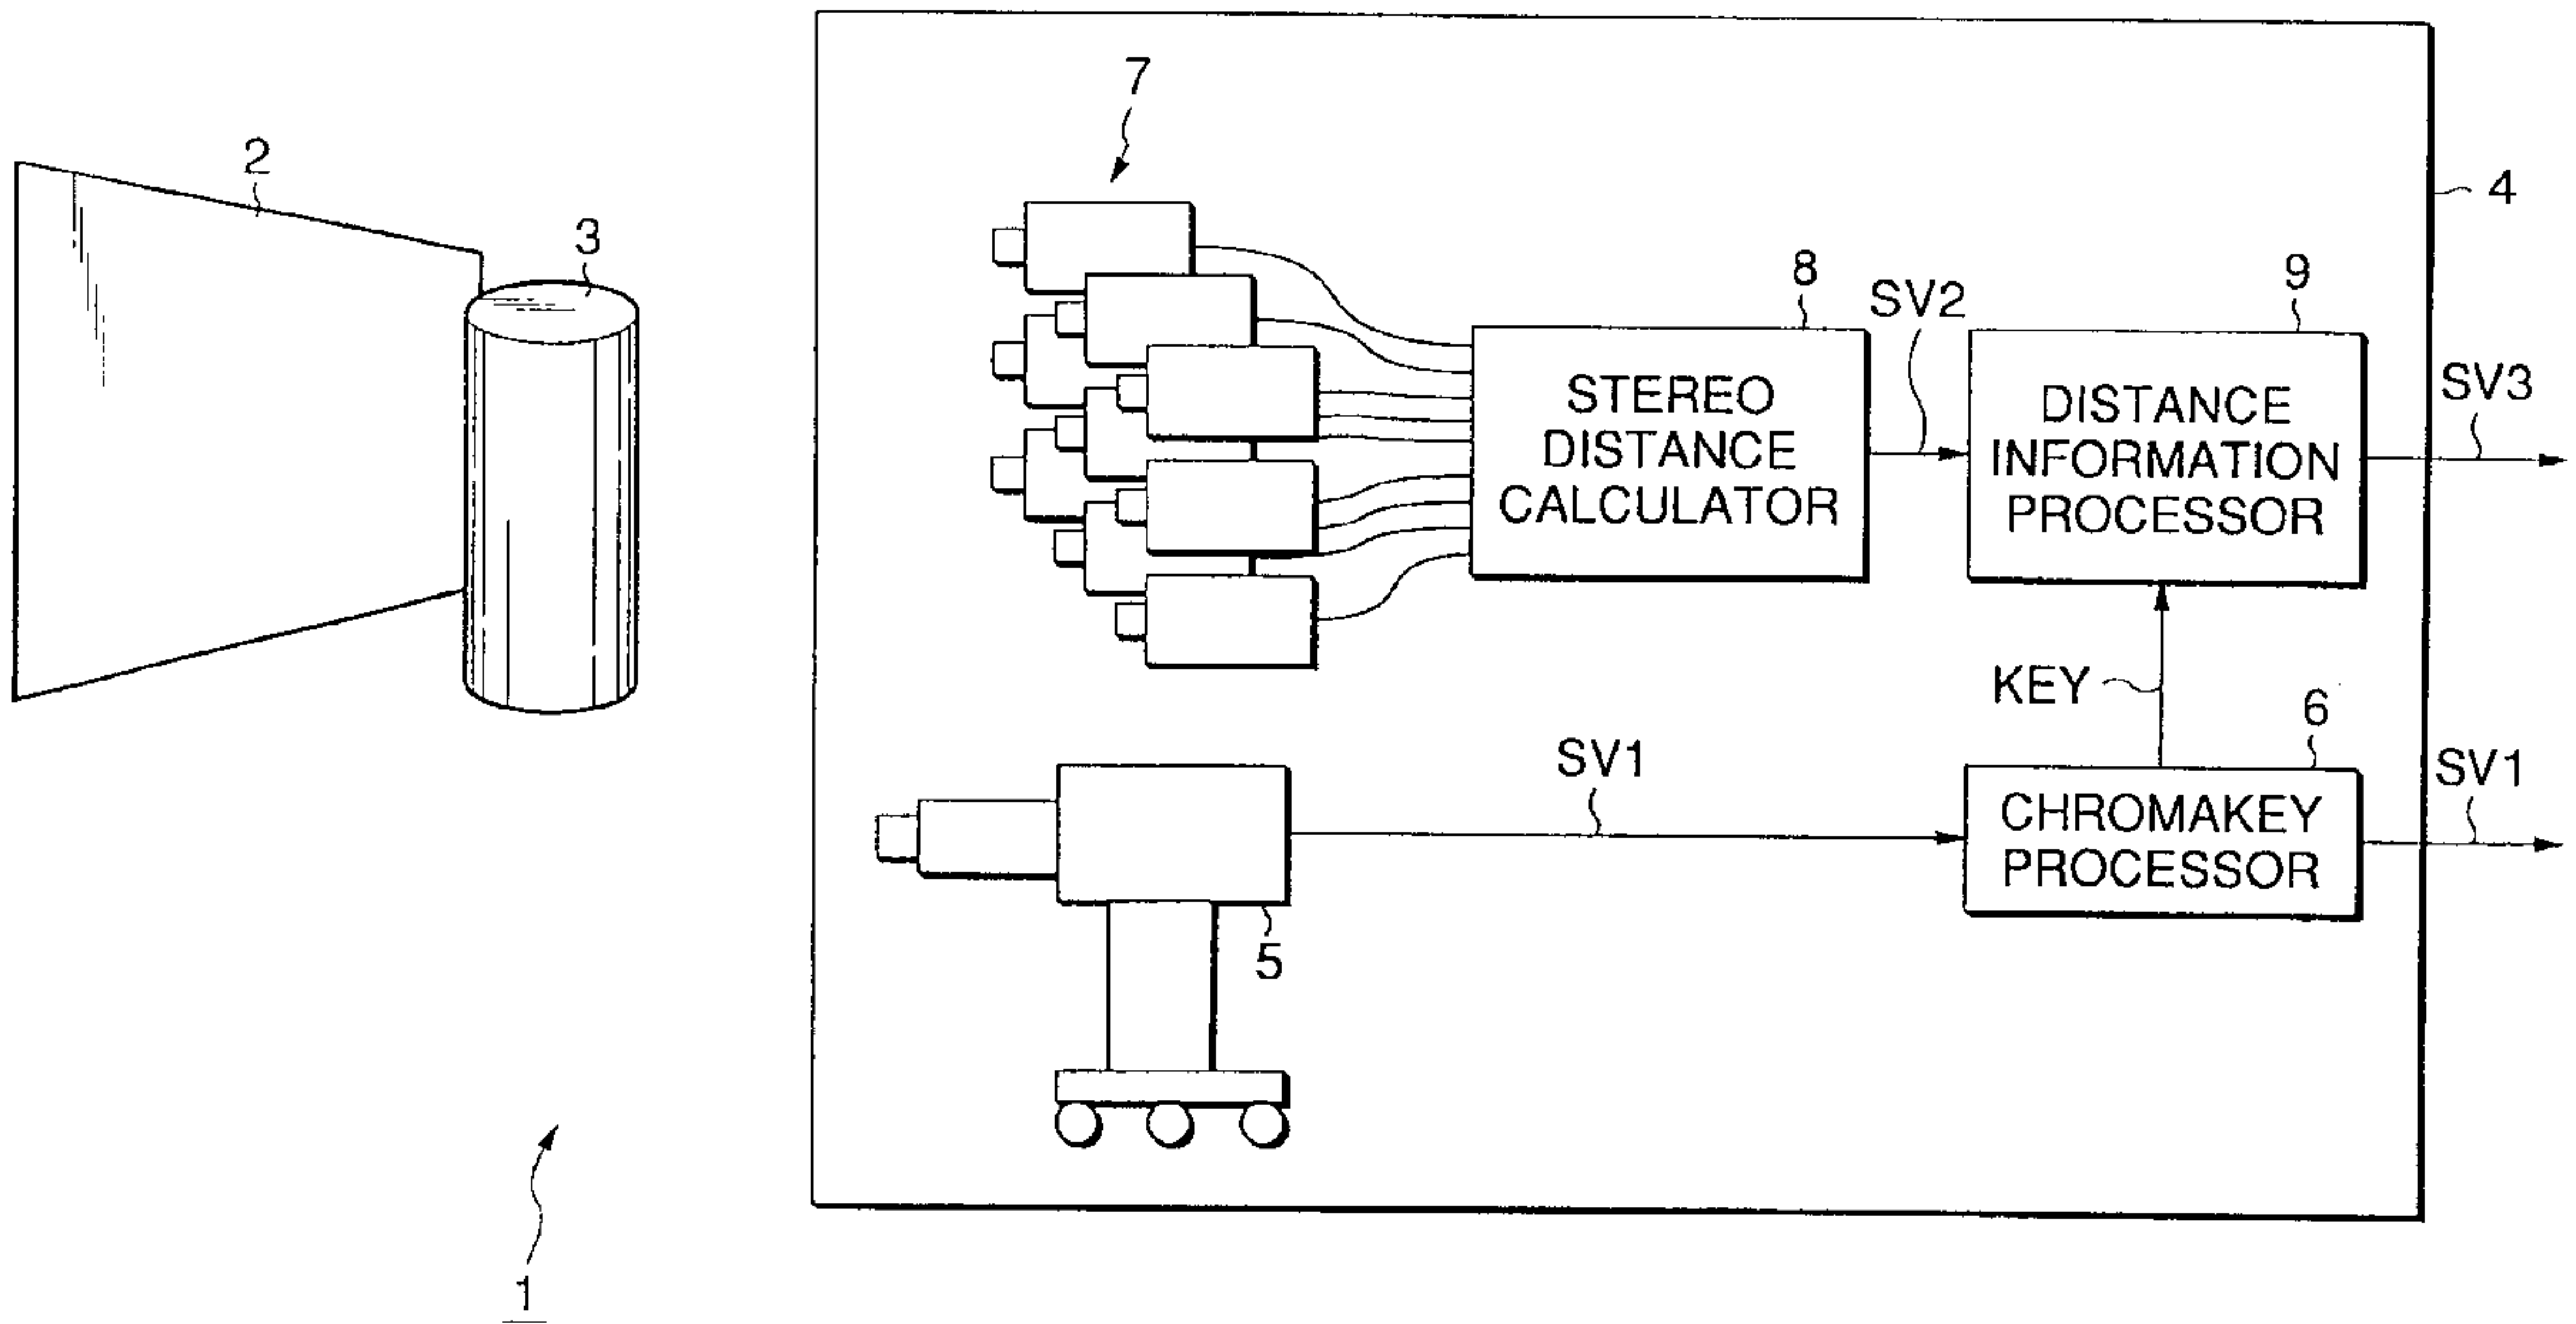 7
2
4
3
8
SV2
9
STEREO
DISTANCE
CALCULATOR
DISTANCE
INFORMATION
PROCESSOR
SV3
KEY
6
SV1
SV1
CHROMAKEY
PROCESSOR
5
1